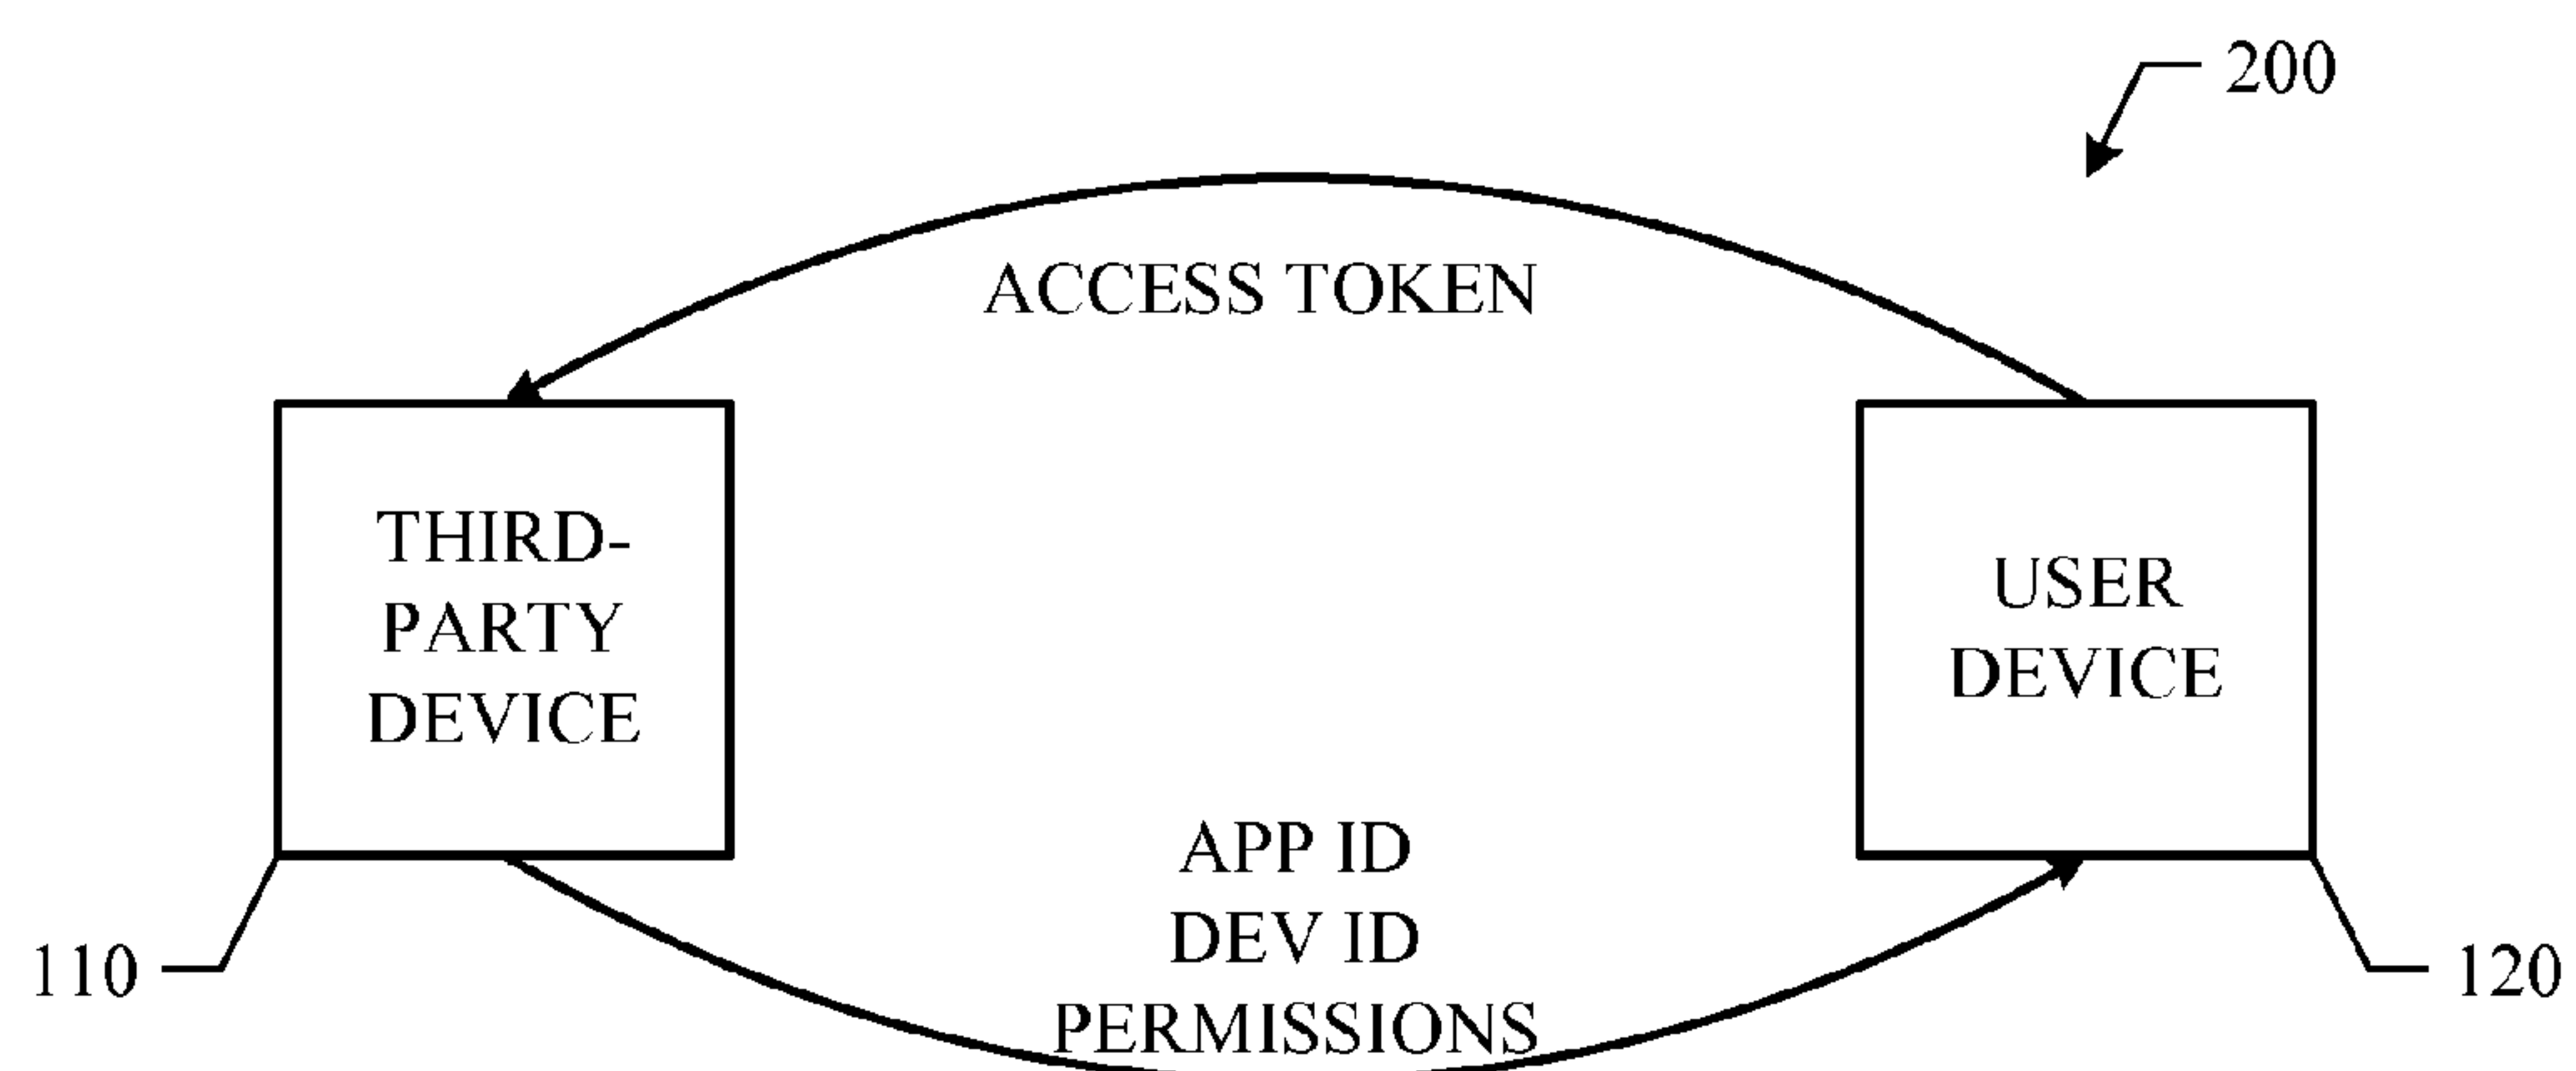 200
ACCESS TOKEN
THIRD-
PARTY
DEVICE
USER
DEVICE
APP ID
DEV ID
PERMISSIONS
110
120